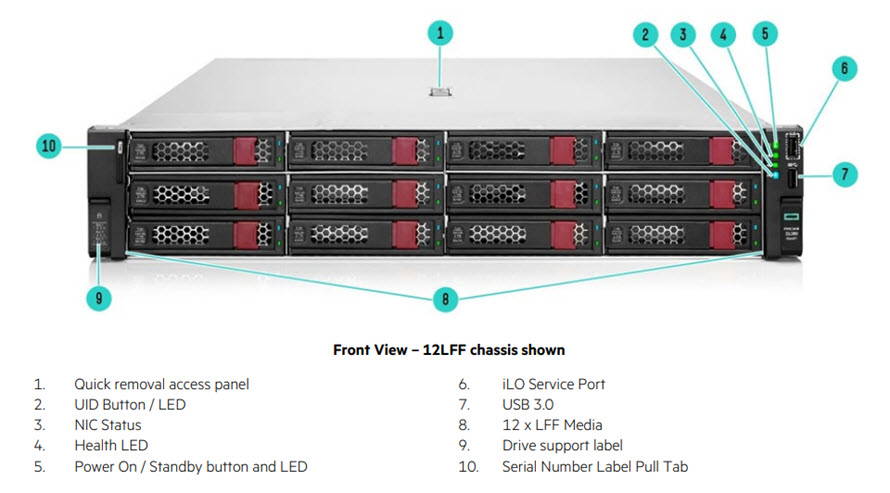 1
2
3
4
5
6
10
7
9
8
Front View – 12LFF chassis shown
1. Quick removal access panel
2. UID Button / LED
3. NIC Status
4. Health LED
5. Power On / Standby button and LED
6. iLO Service Port
7. USB 3.0
8. 12 x LFF Media
9. Drive support label
10. Serial Number Label Pull Tab